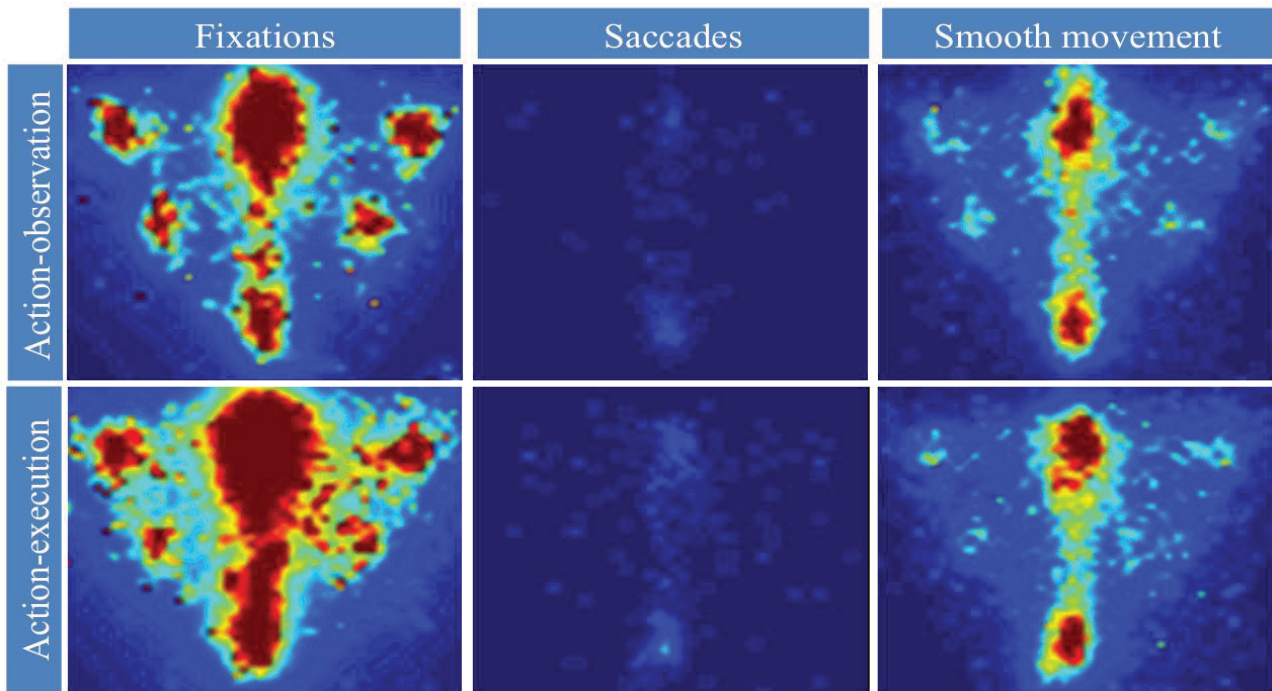 Fixations
Saccades
Smooth movement
Action-observation
Action-execution